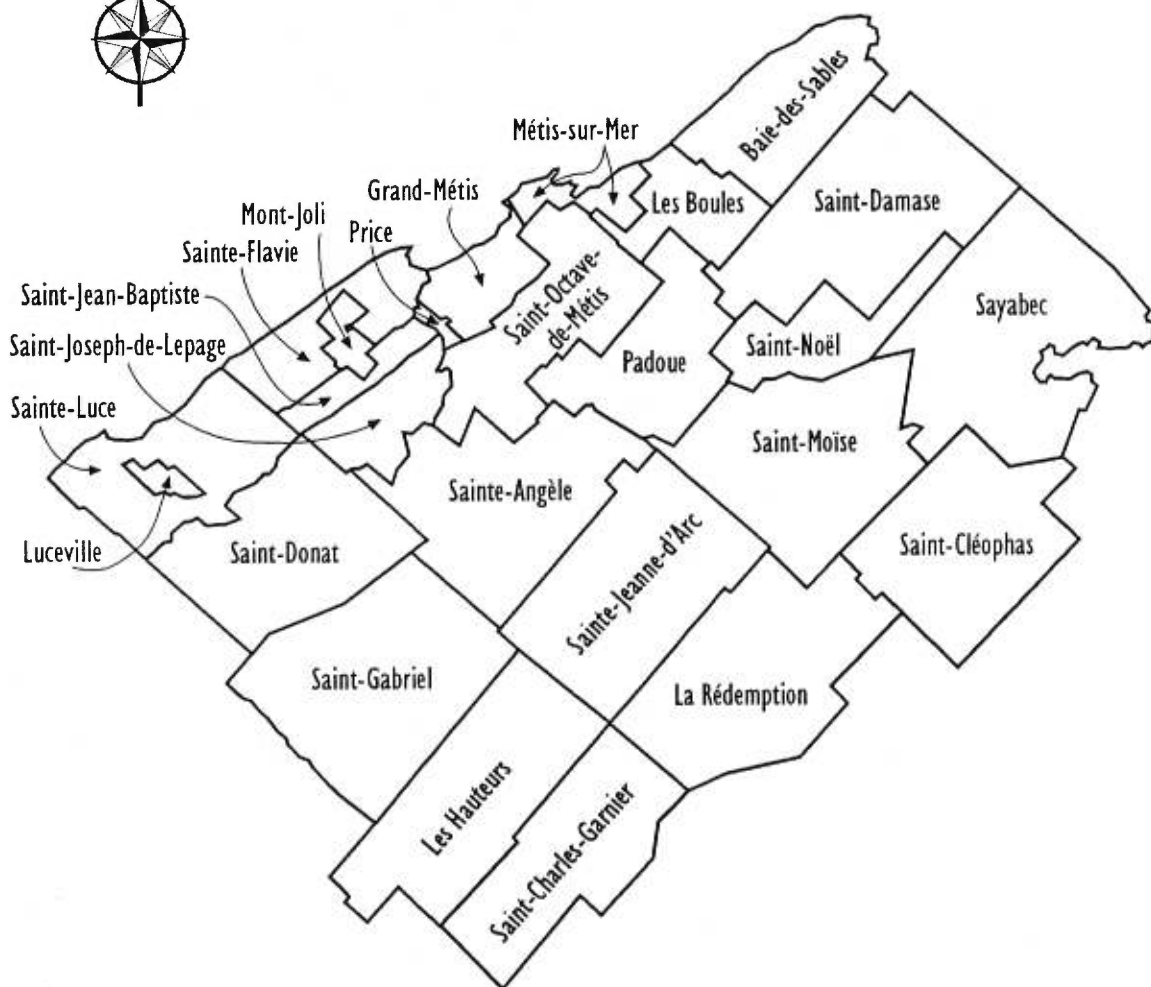 Baie-des-Sables
Métis-sur-Mer
Grand-Métis
Les Boules
Saint-Damase
Mont-Joli
Price
Sainte-Flavie
Saint-Jean-Baptiste
Saint-Octave-
de-Métis
Sayabec
Saint-Joseph-de-Lepage
Saint-Noël
Padoue
Sainte-Luce
Saint-Moïse
Sainte-Angèle
Luceville
Saint-Donat
Sainte-Jeanne-d'Arc
Saint-Cléophas
Saint-Gabriel
La Rédemption
Les Hauteurs
Saint-Charles-Garnier